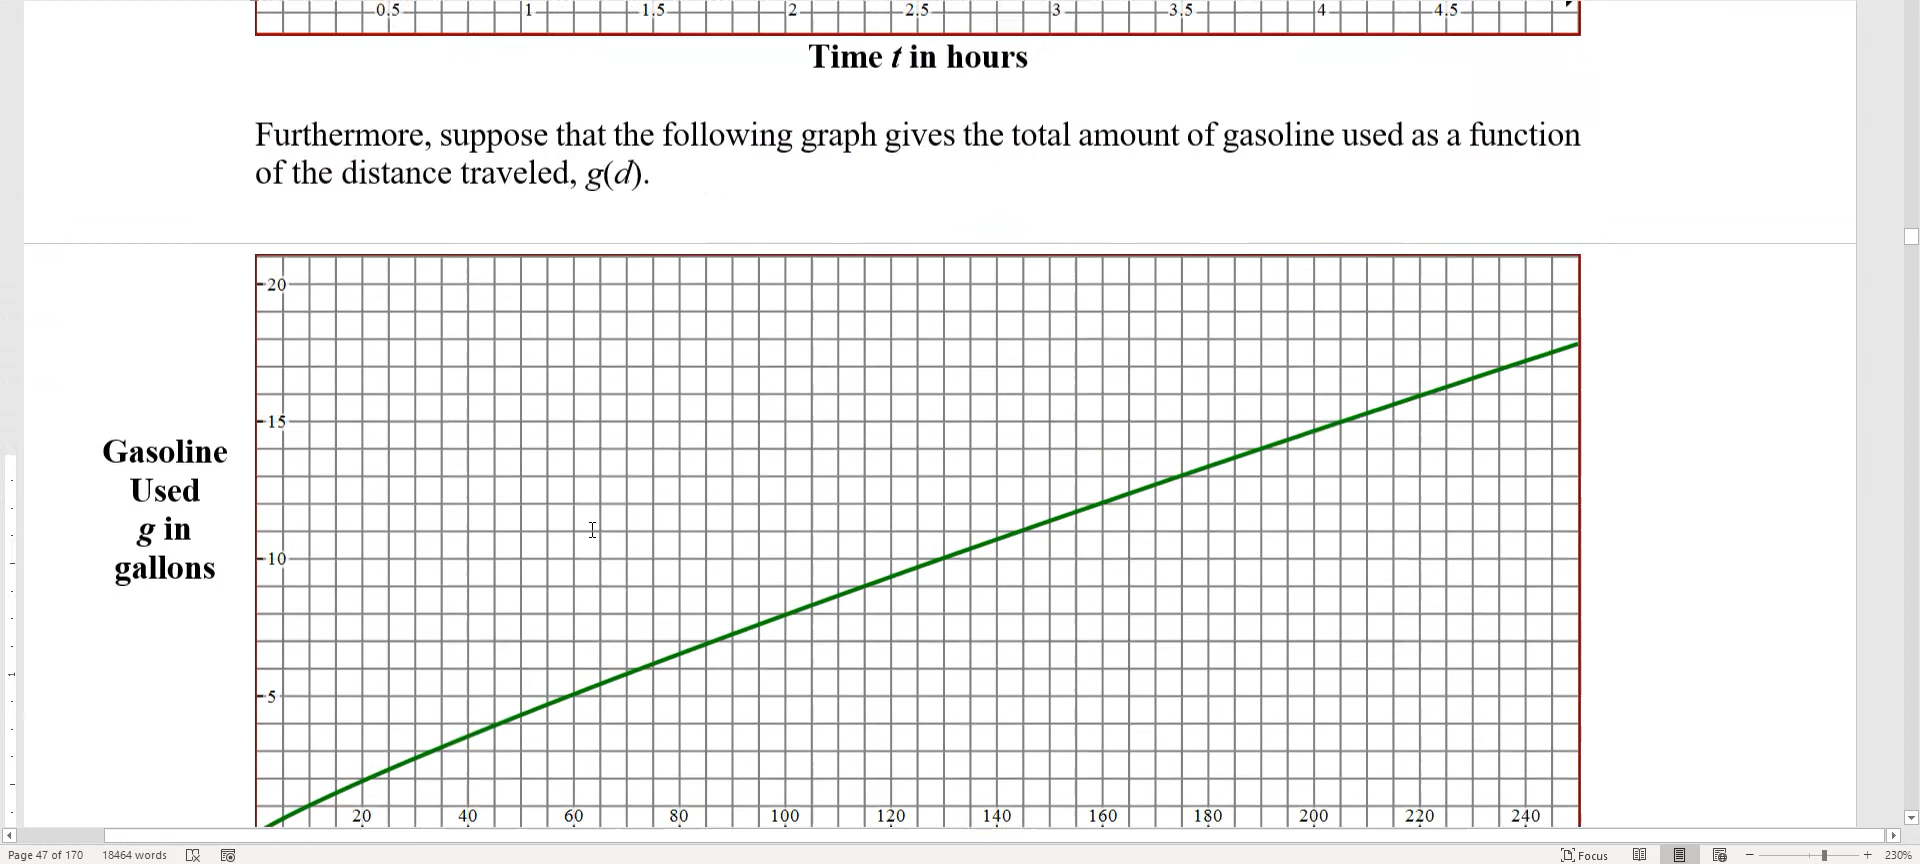 0.5 1 1.5 2 2.5 3 3.5 4 4.5
Time t in hours
Furthermore, suppose that the following graph gives the total amount of gasoline used as a function
of the distance traveled, g(d).
20
15
Gasoline
Used
g in
gallons
10
5
20 40 60 80 100 120 140 160 180 200 220 240
Page 47 of 170 18464 words Focus 230%